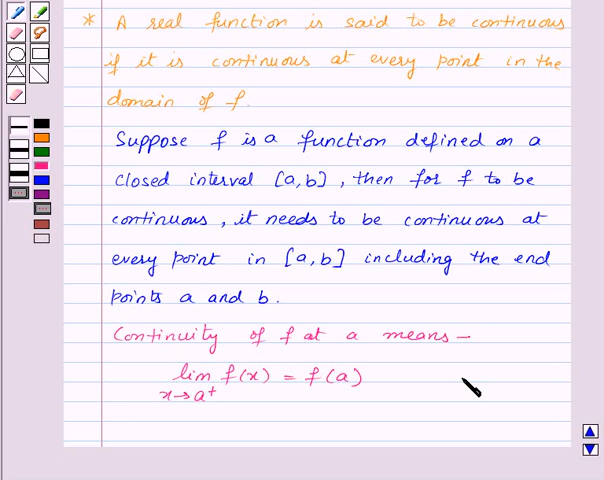 * A real function is said to be continuous
if it is continuous at every point in the
domain of f.
Suppose f is a function defined on a
closed interval [a,b], then for f to be
continuous, it needs to be continuous at
every point in [a,b] including the end
points a and b.
Continuity of f at a means –
lim f(x) = f(a)
x→a+